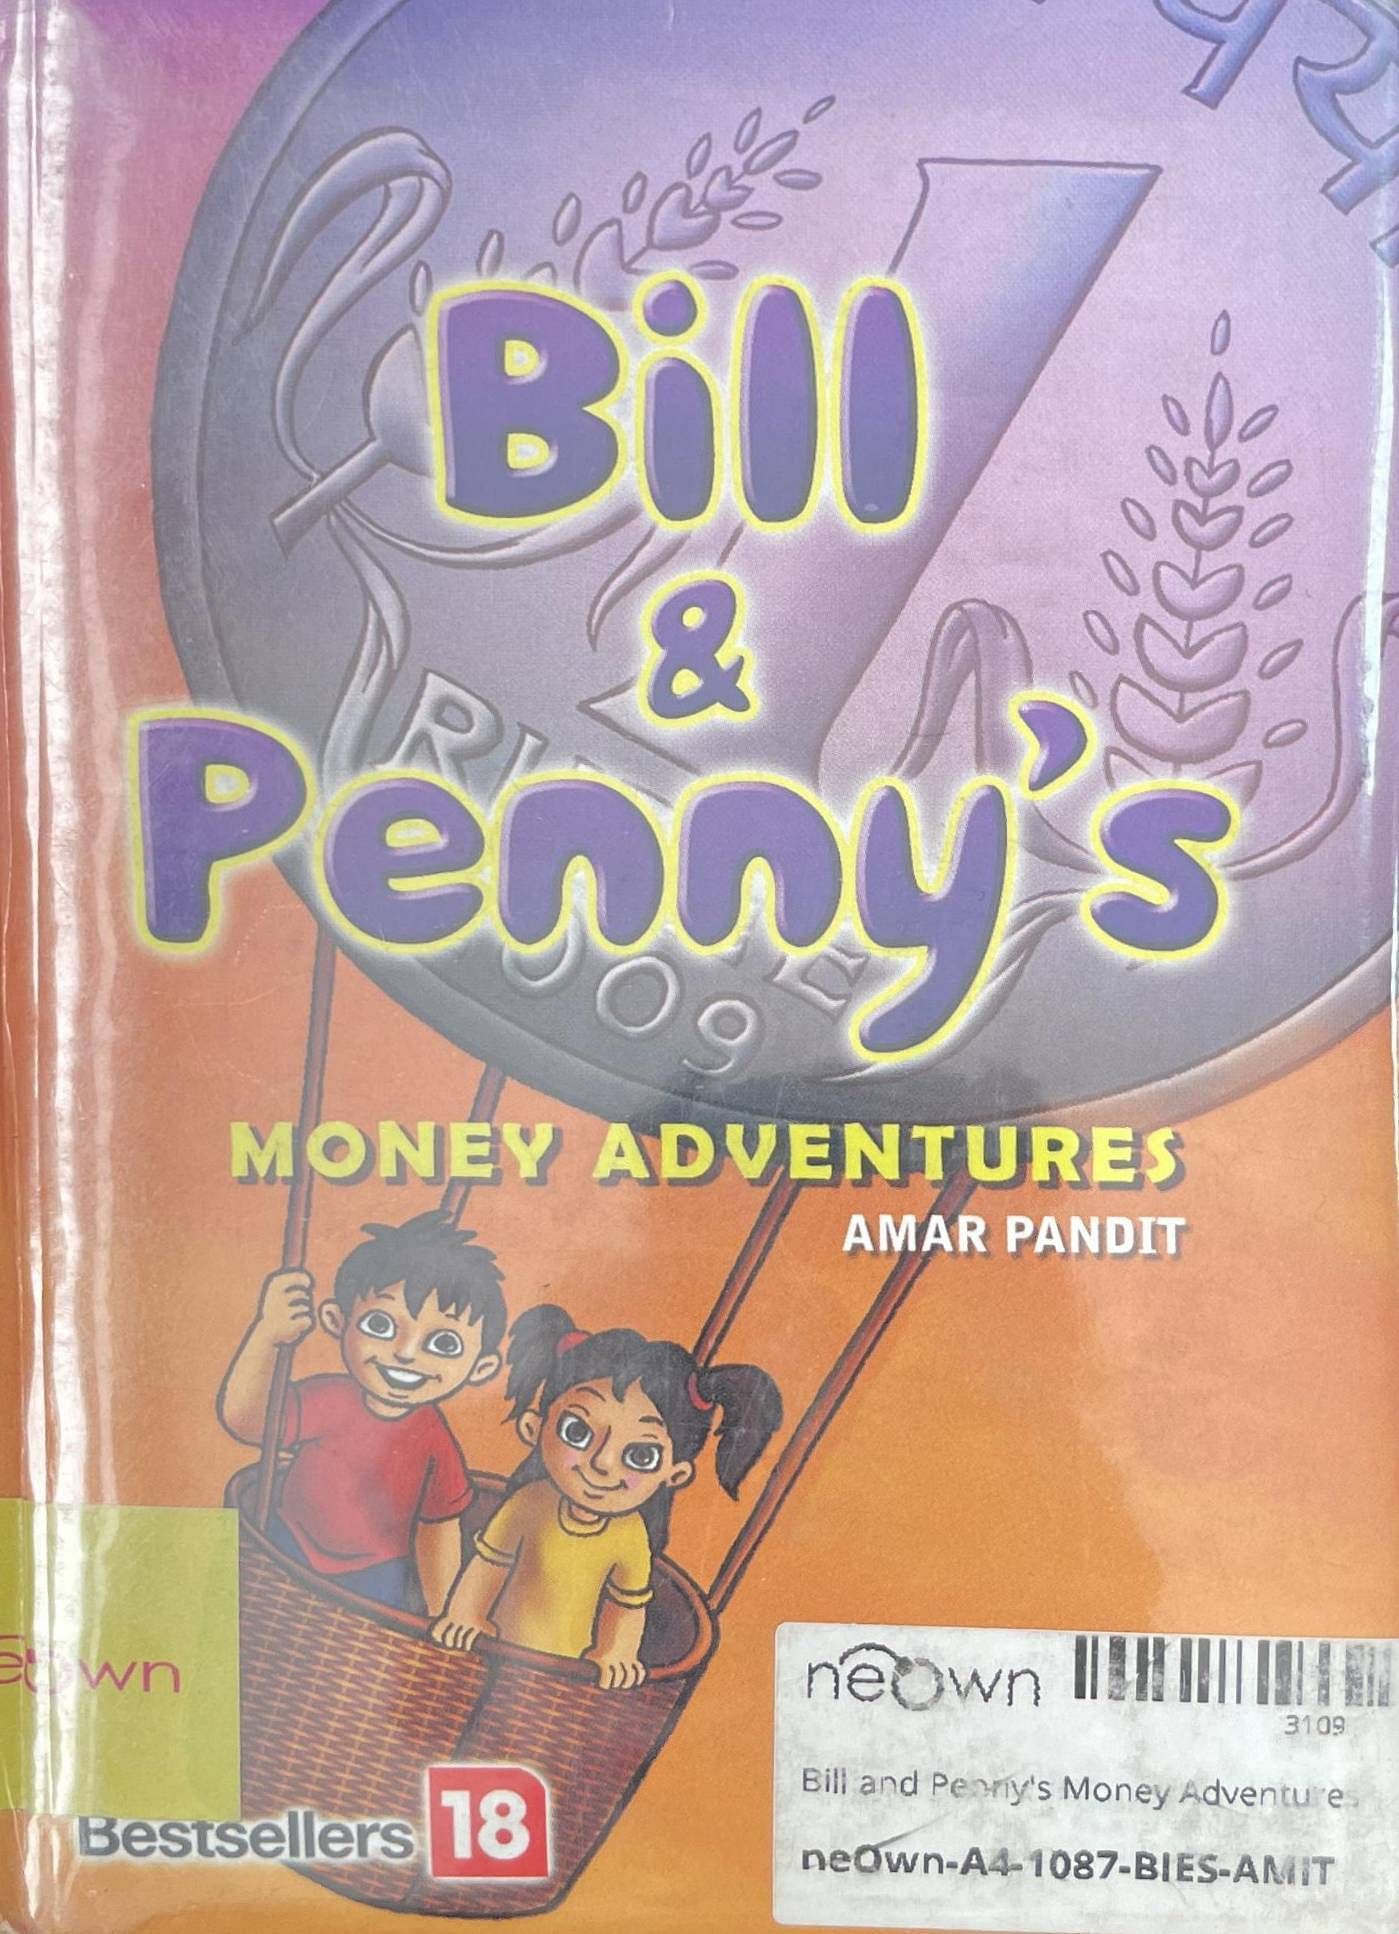 Bill
&
Penny's
MONEY ADVENTURES
AMAR PANDIT
neOwn
3109
Bill and Penny's Money Adventures
neOwn-A4-1087-BIES-AMIT
Bestsellers 18